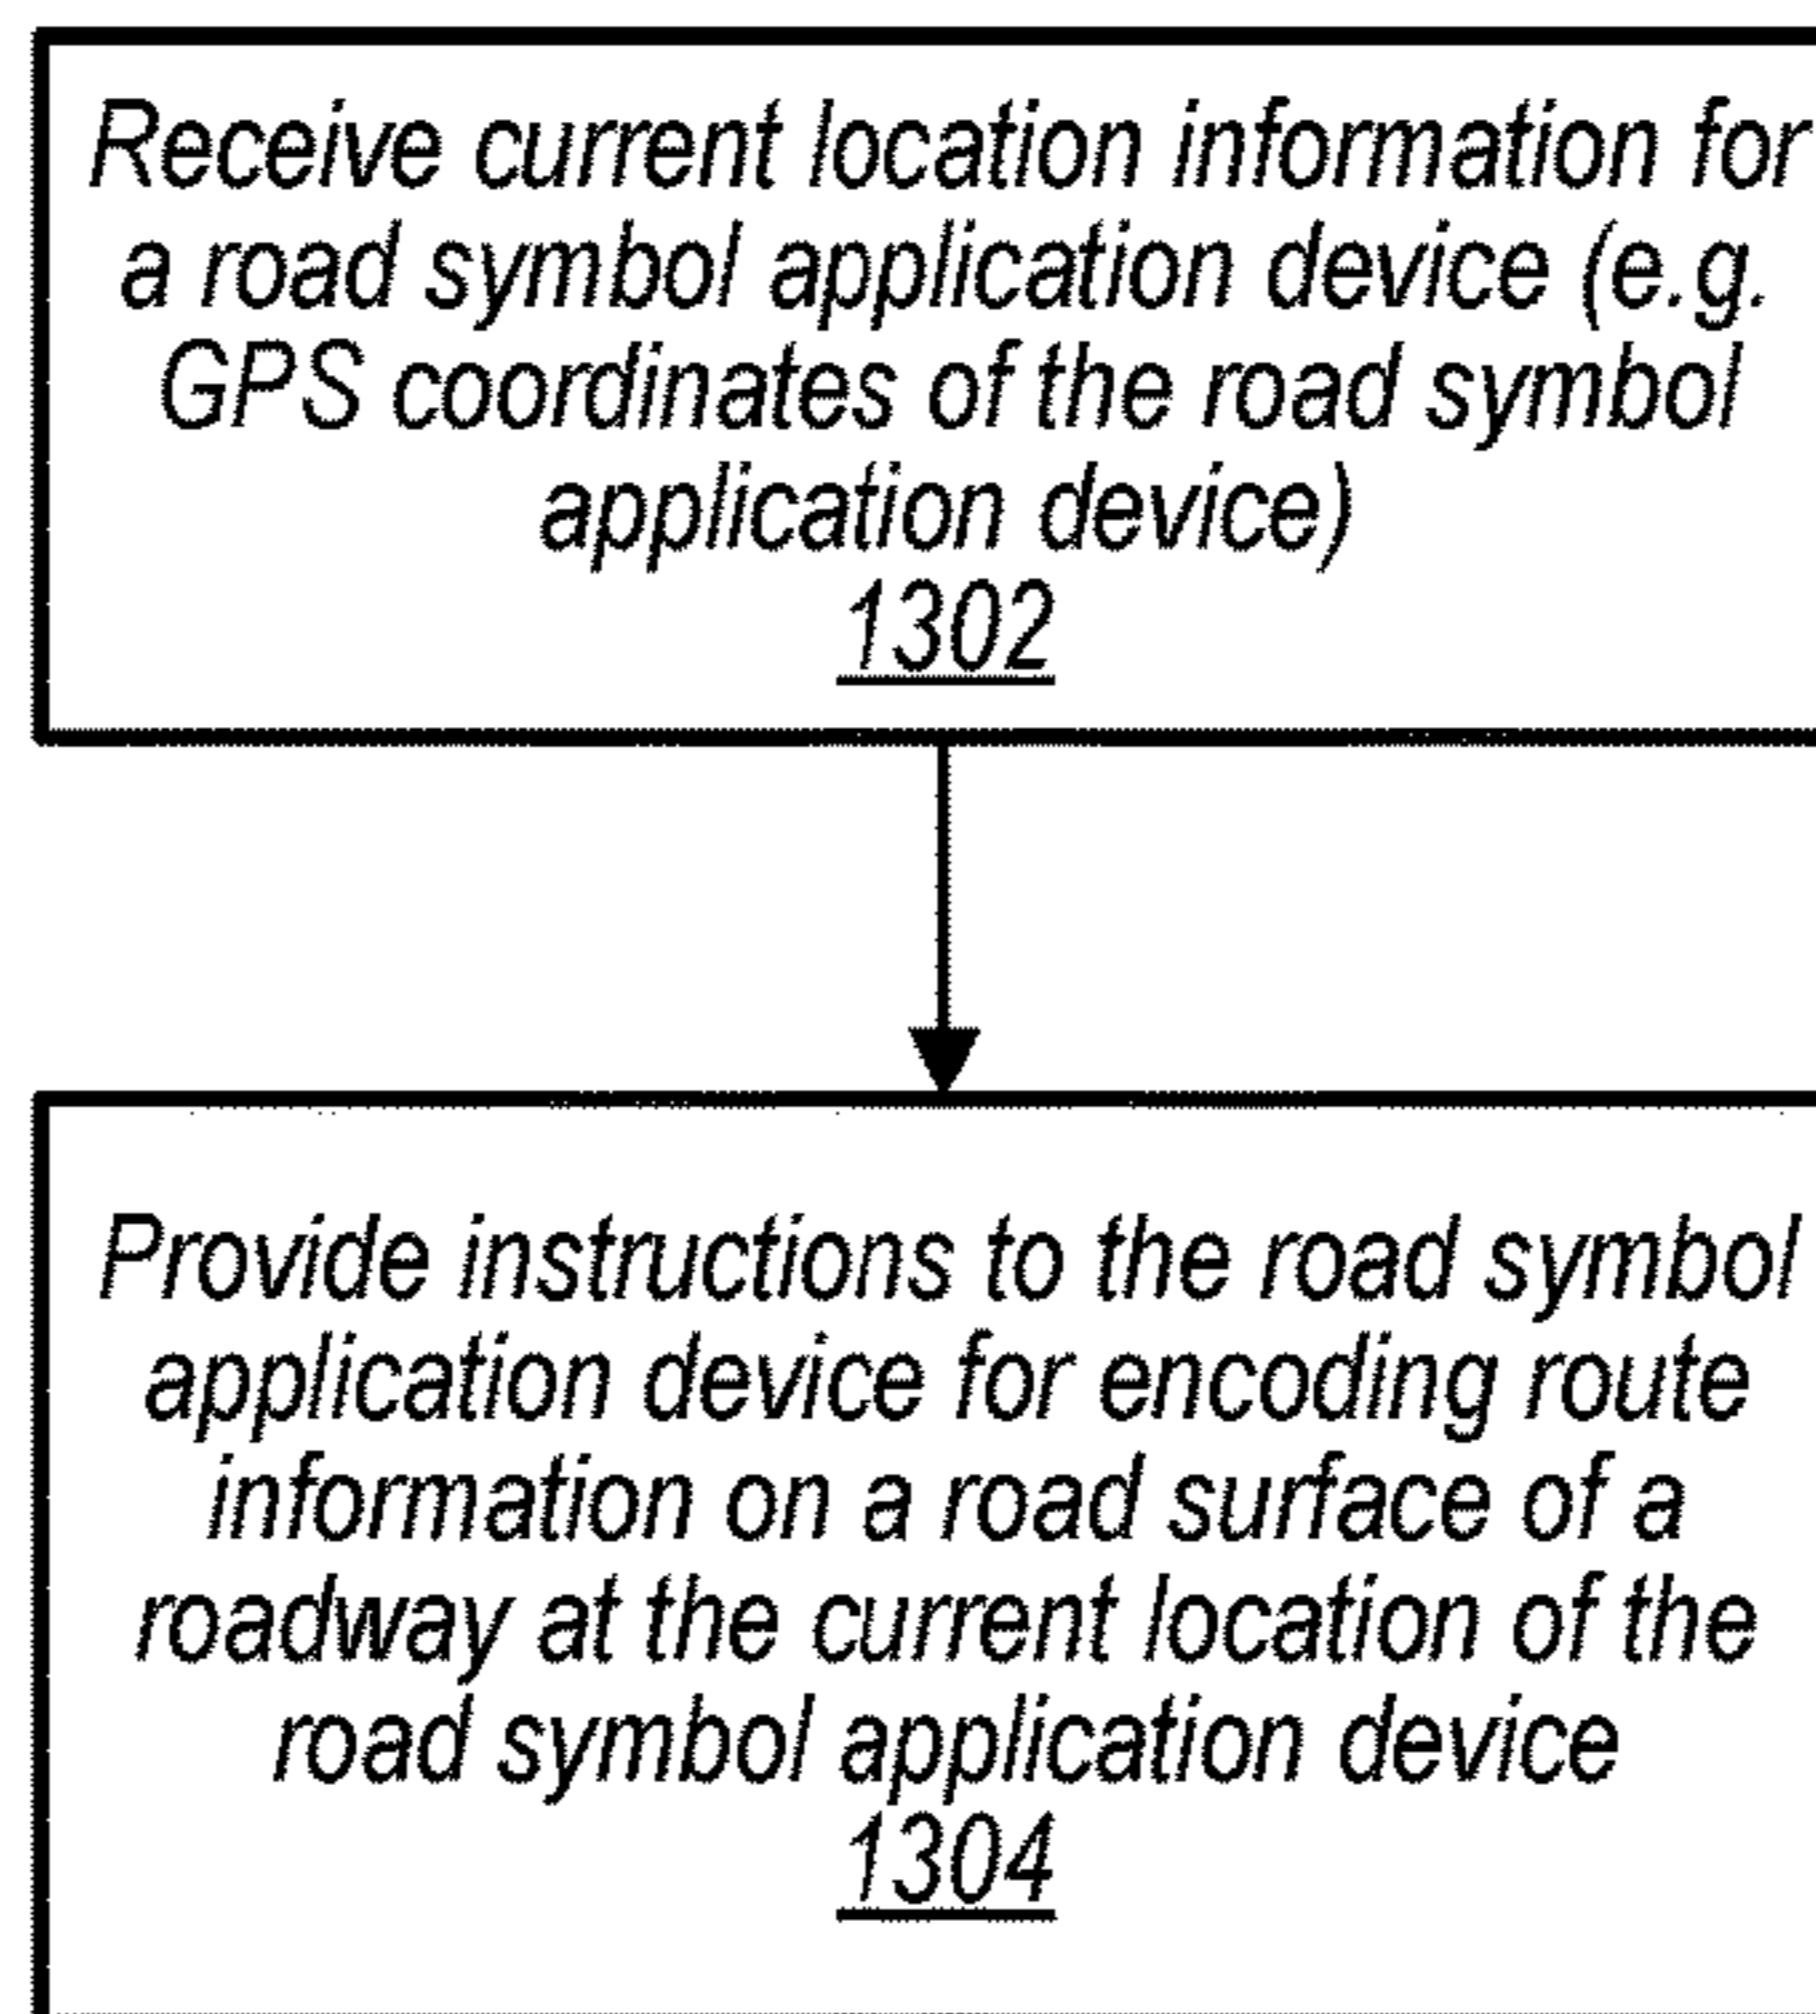 Receive current location information for
a road symbol application device (e.g.
GPS coordinates of the road symbol
application device)
1302
Provide instructions to the road symbol
application device for encoding route
information on a road surface of a
roadway at the current location of the
road symbol application device
1304